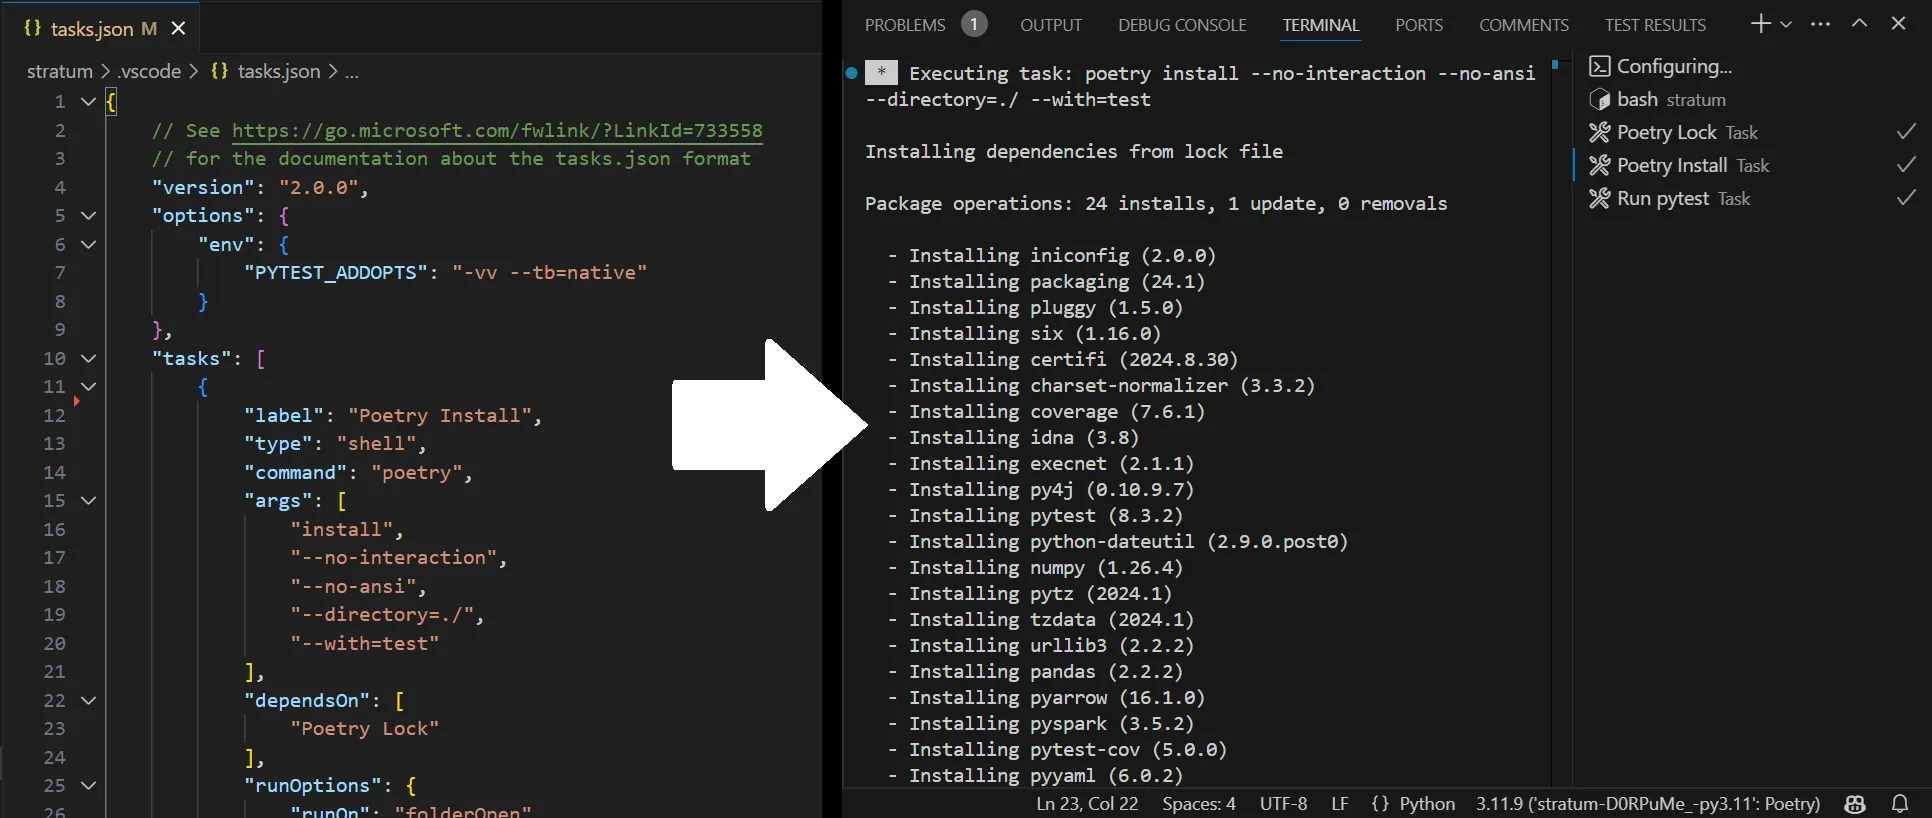 {} tasks.json M
stratum > .vscode > {} tasks.json > ...
1 {
2 // See https://go.microsoft.com/fwlink/?LinkId=733558
3 // for the documentation about the tasks.json format
4 "version": "2.0.0",
5 "options": {
6 "env": {
7 "PYTEST_ADDOPTS": "-vv --tb=native"
8 }
9 },
10 "tasks": [
11 {
12 "label": "Poetry Install",
13 "type": "shell",
14 "command": "poetry",
15 "args": [
16 "install",
17 "--no-interaction",
18 "--no-ansi",
19 "--directory=./",
20 "--with=test"
21 ],
22 "dependsOn": [
23 "Poetry Lock"
24 ],
25 "runOptions": {
26 "runOn": "folderOpen"
PROBLEMS 1 OUTPUT DEBUG CONSOLE TERMINAL PORTS COMMENTS TEST RESULTS
* Executing task: poetry install --no-interaction --no-ansi
--directory=./ --with=test
Installing dependencies from lock file
Package operations: 24 installs, 1 update, 0 removals
- Installing iniconfig (2.0.0)
- Installing packaging (24.1)
- Installing pluggy (1.5.0)
- Installing six (1.16.0)
- Installing certifi (2024.8.30)
- Installing charset-normalizer (3.3.2)
- Installing coverage (7.6.1)
- Installing idna (3.8)
- Installing execnet (2.1.1)
- Installing py4j (0.10.9.7)
- Installing pytest (8.3.2)
- Installing python-dateutil (2.9.0.post0)
- Installing numpy (1.26.4)
- Installing pytz (2024.1)
- Installing tzdata (2024.1)
- Installing urllib3 (2.2.2)
- Installing pandas (2.2.2)
- Installing pyarrow (16.1.0)
- Installing pyspark (3.5.2)
- Installing pytest-cov (5.0.0)
- Installing pyyaml (6.0.2)
Configuring...
bash stratum
Poetry Lock Task
Poetry Install Task
Run pytest Task
Ln 23, Col 22 Spaces: 4 UTF-8 LF {} Python 3.11.9 ('stratum-D0RPuMe_-py3.11': Poetry)